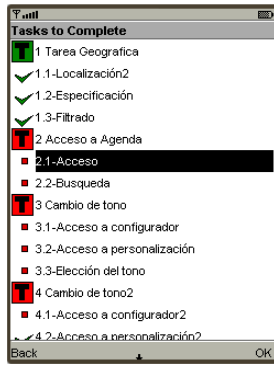 Tasks to Complete
T 1 Tarea Geografica
1.1-Localización2
1.2-Especificación
1.3-Filtrado
T 2 Acceso a Agenda
2.1-Acceso
2.2-Busqueda
T 3 Cambio de tono
3.1-Acceso a configurador
3.2-Acceso a personalización
3.3-Elección del tono
T 4 Cambio de tono2
4.1-Acceso a configurador2
4.2-Acceso a personalización2
Back OK